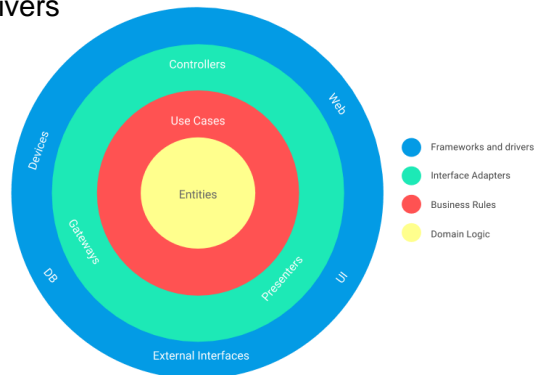 ivers
Controllers
Web
Use Cases
Devices
Frameworks and drivers
Interface Adapters
Entities
Business Rules
Domain Logic
Gateways
DB
Presenters
UI
External Interfaces